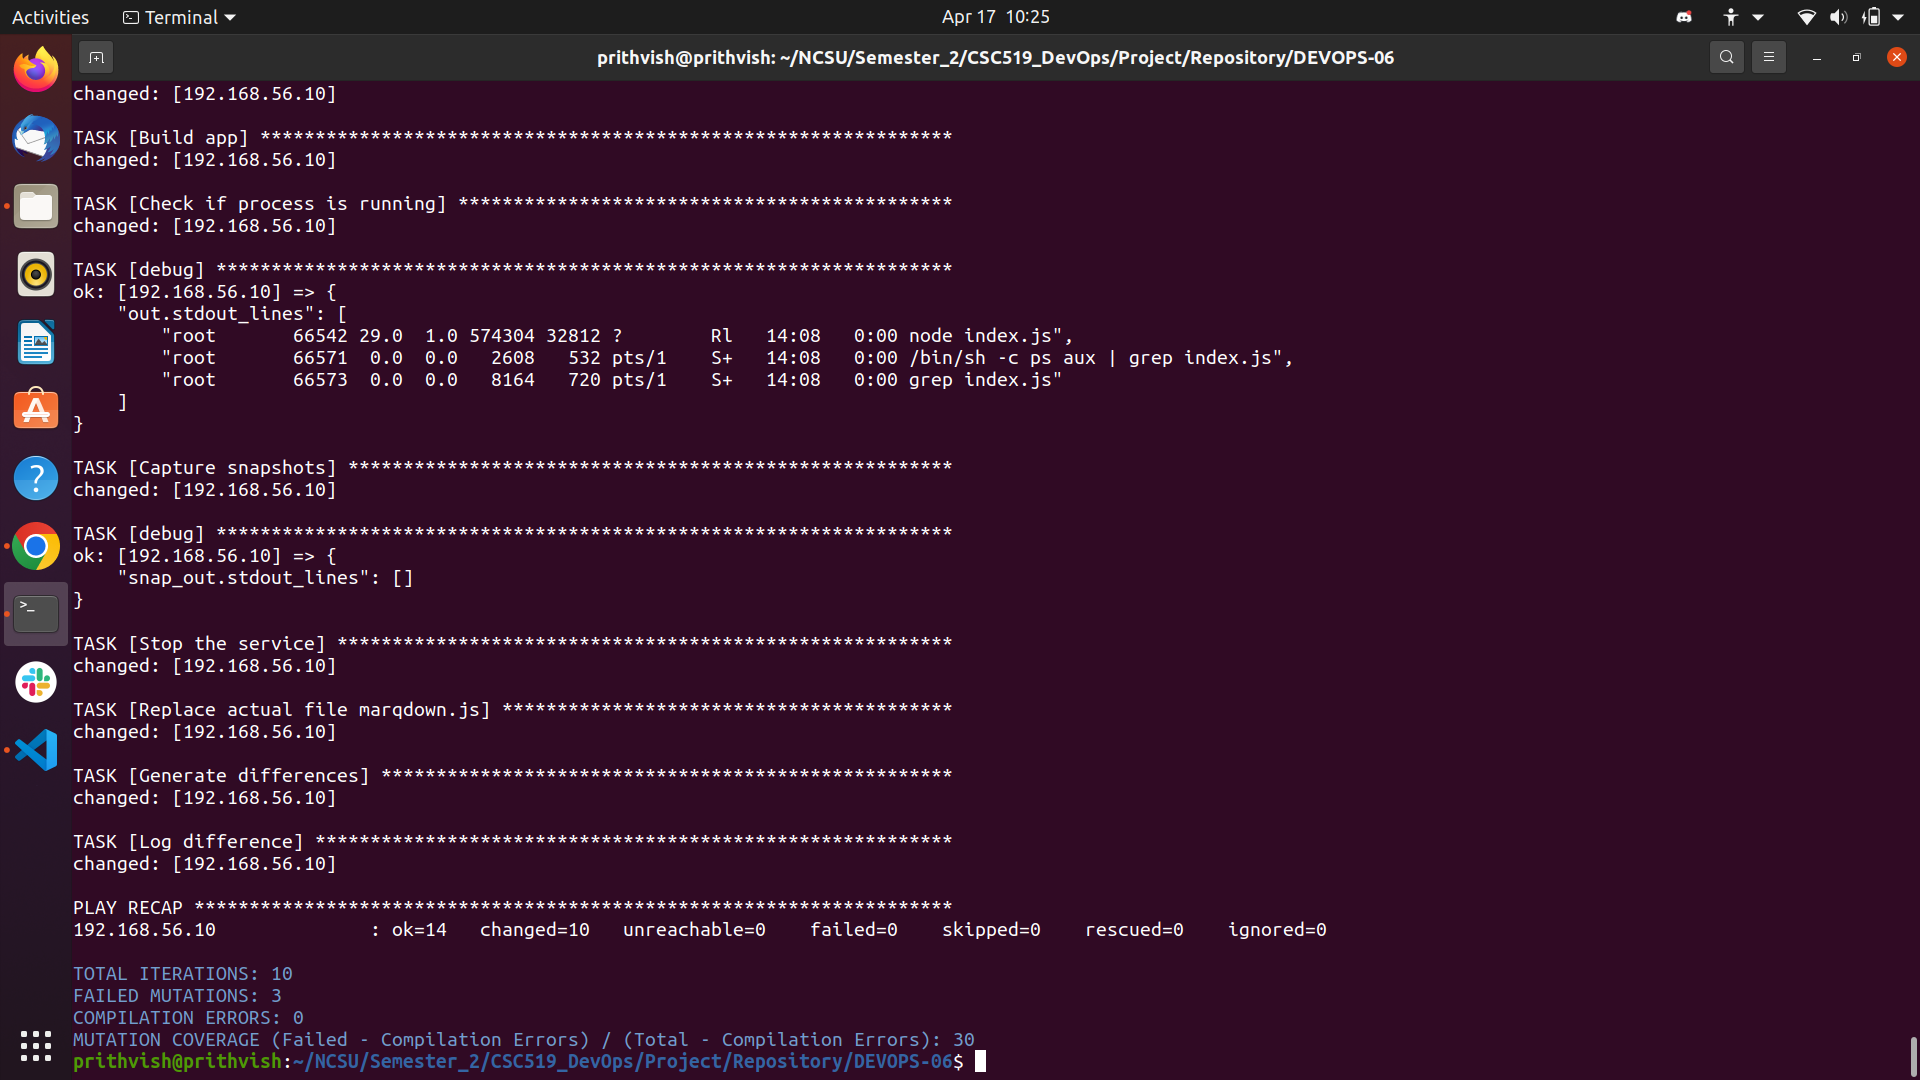 Activities Terminal Apr 17 10:25
prithvish@prithvish: ~/NCSU/Semester_2/CSC519_DevOps/Project/Repository/DEVOPS-06
changed: [192.168.56.10]
TASK [Build app] ***************************************************************
changed: [192.168.56.10]
TASK [Check if process is running] *********************************************
changed: [192.168.56.10]
TASK [debug] *******************************************************************
ok: [192.168.56.10] => {
    "out.stdout_lines": [
        "root       66542 29.0  1.0 574304 32812 ?        Rl   14:08   0:00 node index.js",
        "root       66571  0.0  0.0   2608   532 pts/1    S+   14:08   0:00 /bin/sh -c ps aux | grep index.js",
        "root       66573  0.0  0.0   8164   720 pts/1    S+   14:08   0:00 grep index.js"
    ]
}
TASK [Capture snapshots] *******************************************************
changed: [192.168.56.10]
TASK [debug] *******************************************************************
ok: [192.168.56.10] => {
    "snap_out.stdout_lines": []
}
TASK [Stop the service] ********************************************************
changed: [192.168.56.10]
TASK [Replace actual file marqdown.js] *****************************************
changed: [192.168.56.10]
TASK [Generate differences] ****************************************************
changed: [192.168.56.10]
TASK [Log difference] **********************************************************
changed: [192.168.56.10]
PLAY RECAP *********************************************************************
192.168.56.10              : ok=14   changed=10   unreachable=0    failed=0    skipped=0    rescued=0    ignored=0
TOTAL ITERATIONS: 10
FAILED MUTATIONS: 3
COMPILATION ERRORS: 0
MUTATION COVERAGE (Failed - Compilation Errors) / (Total - Compilation Errors): 30
prithvish@prithvish:~/NCSU/Semester_2/CSC519_DevOps/Project/Repository/DEVOPS-06$